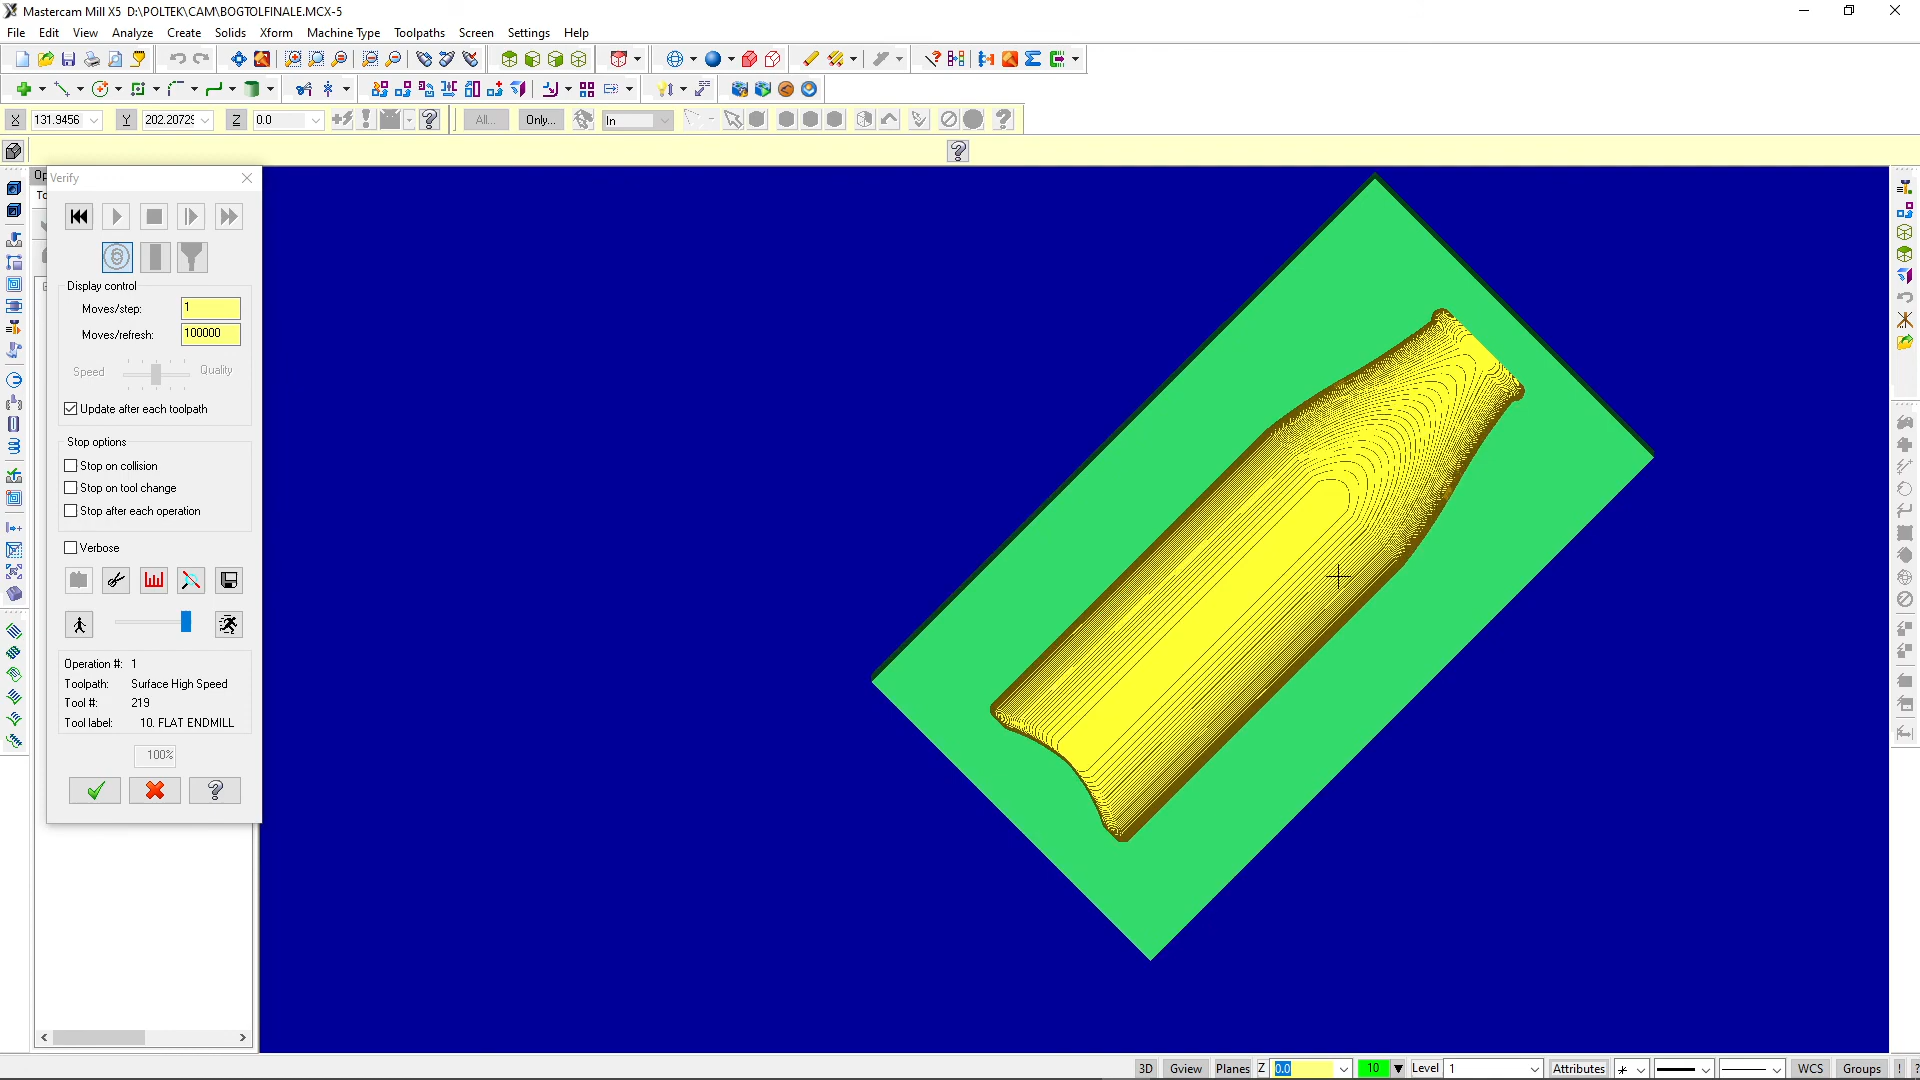 Mastercam Mill X5 D:\POLTEK\CAM\BOGTOLFINALE.MCX-5
File Edit View Analyze Create Solids Xform Machine Type Toolpaths Screen Settings Help
X 131.9456 Y 202.20729 Z 0.0 All... Only... In
Verify
Display control
Moves/step: 1
Moves/refresh: 100000
Speed Quality
Update after each toolpath
Stop options
Stop on collision
Stop on tool change
Stop after each operation
Verbose
Operation #: 1
Toolpath: Surface High Speed
Tool #: 219
Tool label: 10. FLAT ENDMILL
100%
3D Gview Planes Z 0.0 10 Level 1 Attributes WCS Groups